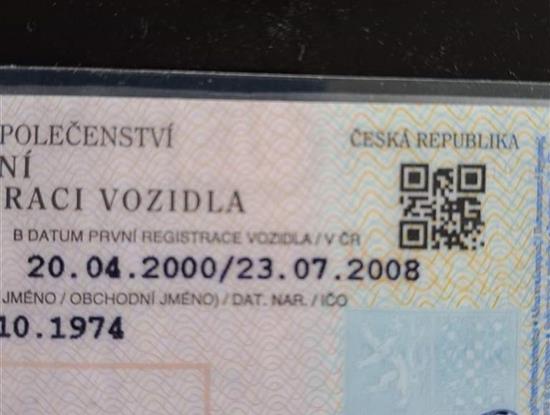 SPOLEČENSTVÍ
ČESKÁ REPUBLIKA
NÍ
RACI VOZIDLA
B DATUM PRVNÍ REGISTRACE VOZIDLA / V ČR
20.04.2000/23.07.2008
JMÉNO / OBCHODNÍ JMÉNO) / DAT. NAR. / IČO
10.1974